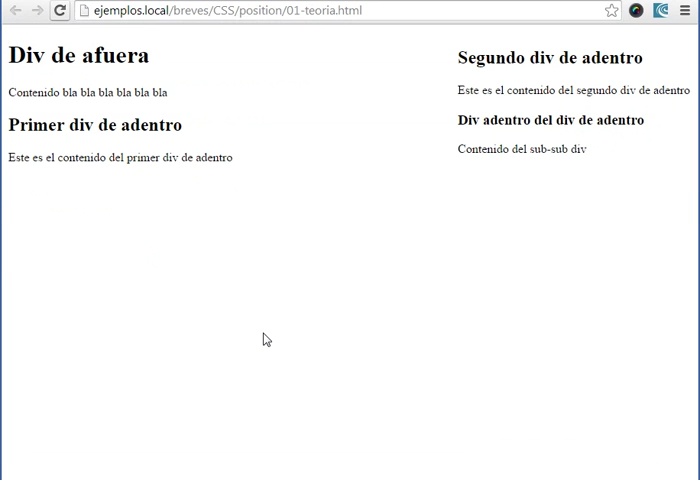 ejemplos.local/breves/CSS/position/01-teoria.html
Div de afuera
Contenido bla bla bla bla bla bla
Primer div de adentro
Este es el contenido del primer div de adentro
Segundo div de adentro
Este es el contenido del segundo div de adentro
Div adentro del div de adentro
Contenido del sub-sub div